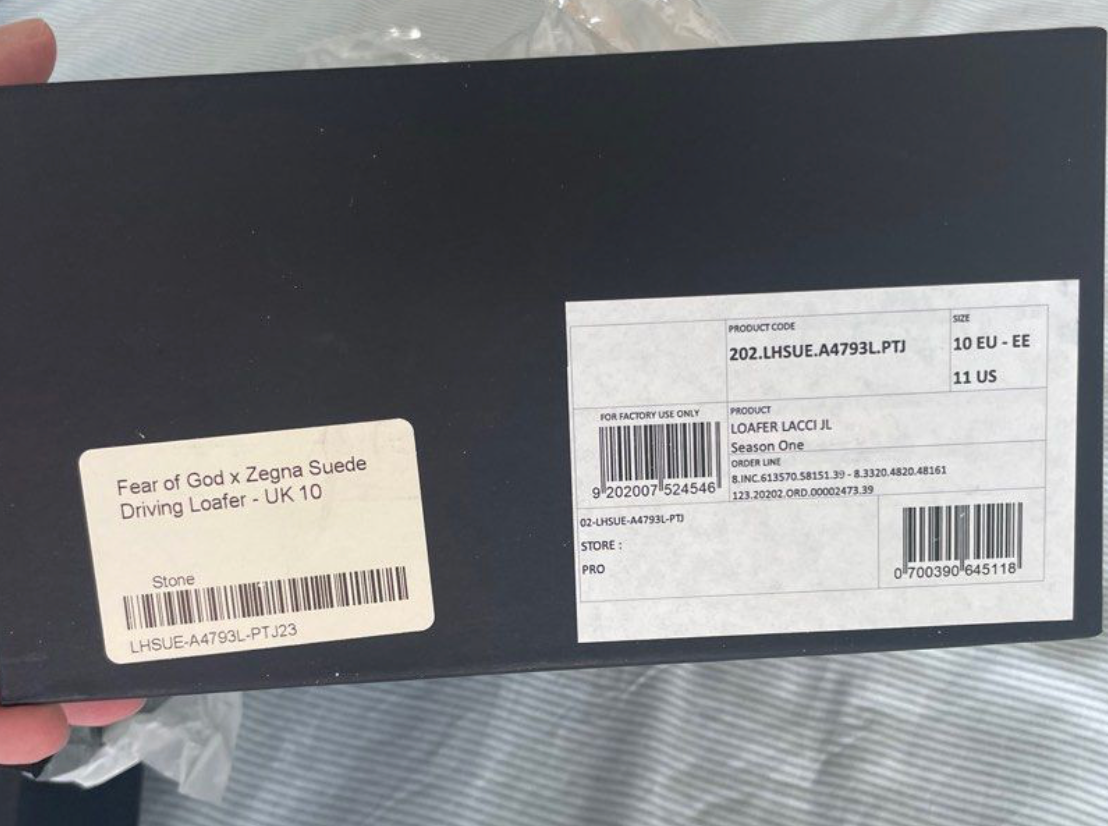 Fear of God x Zegna Suede
Driving Loafer - UK 10
Stone
LHSUE-A4793L-PTJ23
PRODUCT CODE
202.LHSUE.A4793L.PTJ
SIZE
10 EU - EE
11 US
FOR FACTORY USE ONLY
9 202007 524546
PRODUCT
LOAFER LACCI JL
Season One
ORDER LINE
8.INC.613570.58151.39 - 8.3320.4820.48161
123.20202.ORD.00002473.39
02-LHSUE-A4793L-PTJ
STORE :
PRO
0 700390 645118